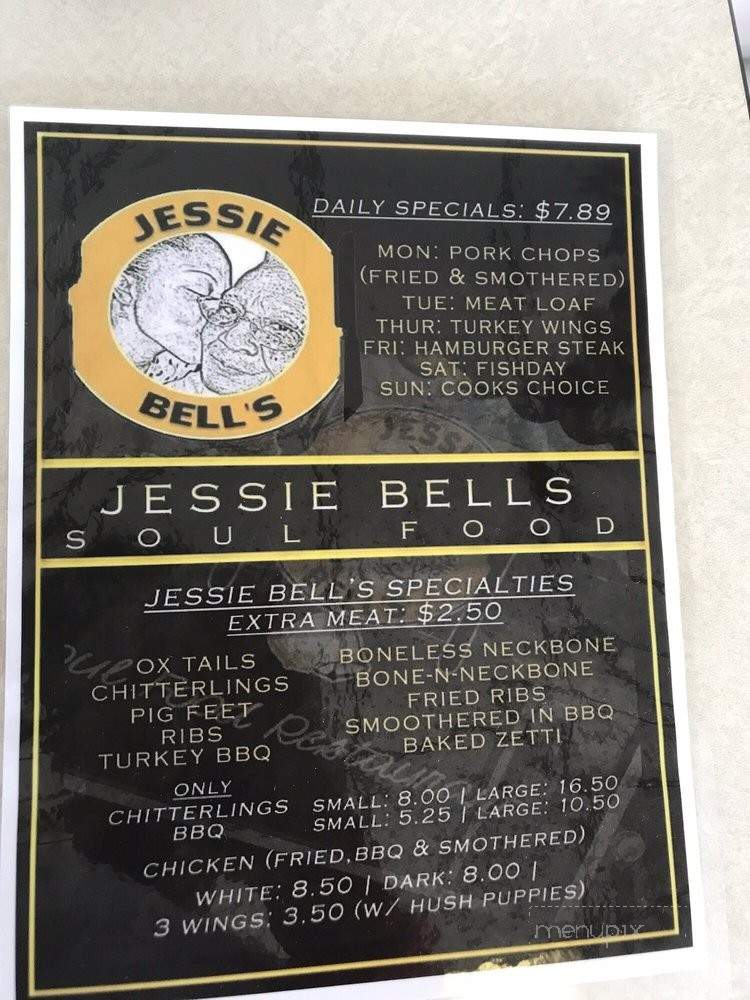 JESSIE
BELL'S
DAILY SPECIALS: $7.89
MON: PORK CHOPS
(FRIED & SMOTHERED)
TUE: MEAT LOAF
THUR: TURKEY WINGS
FRI: HAMBURGER STEAK
SAT: FISHDAY
SUN: COOKS CHOICE
JESSIE BELLS
SOUL FOOD
JESSIE BELL'S SPECIALTIES
EXTRA MEAT: $2.50
OX TAILS
CHITTERLINGS
PIG FEET
RIBS
TURKEY BBQ
BONELESS NECKBONE
BONE-N-NECKBONE
FRIED RIBS
SMOOTHERED IN BBQ
BAKED ZETTI
ONLY
CHITTERLINGS SMALL: 8.00 | LARGE: 16.50
BBQ SMALL: 5.25 | LARGE: 10.50
CHICKEN (FRIED,BBQ & SMOTHERED)
WHITE: 8.50 | DARK: 8.00 |
3 WINGS: 3.50 (W/ HUSH PUPPIES)
menupix